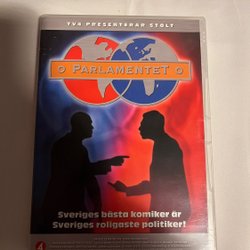 TV4 PRESENTERAR STOLT
PARLAMENTET
Sveriges bästa komiker är
Sveriges roligaste politiker!